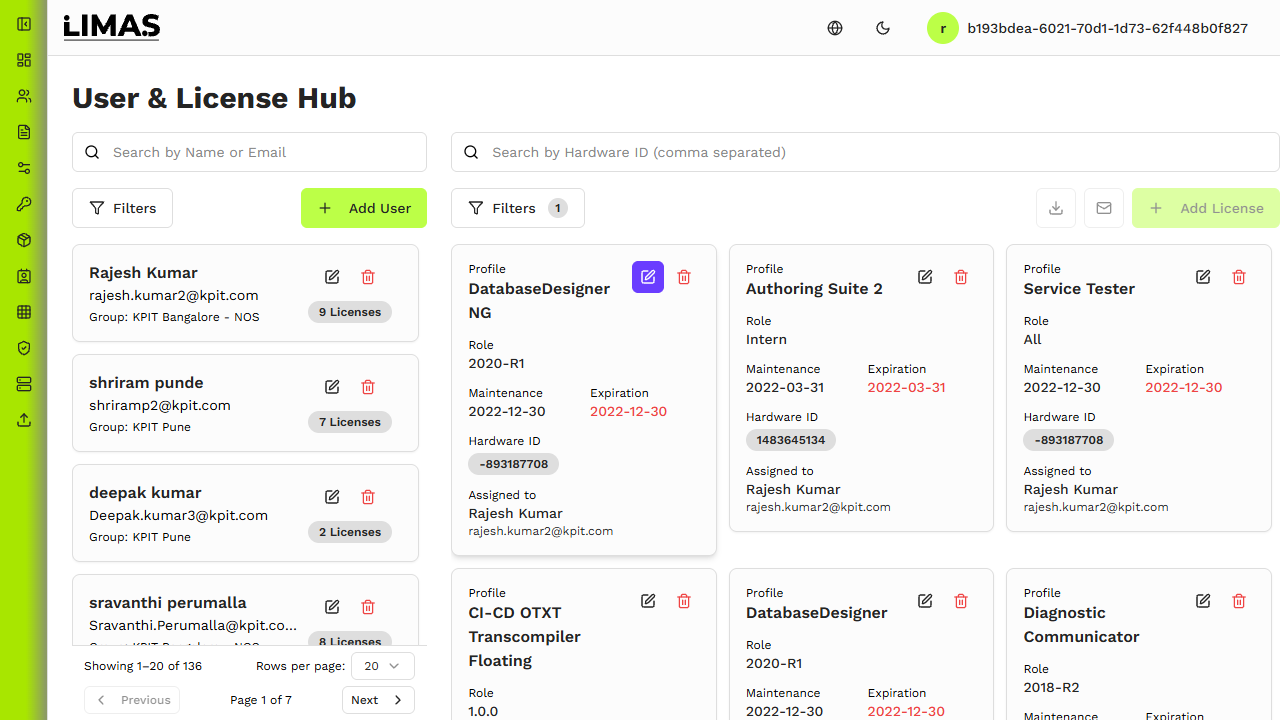 LIMAS
r
b193bdea-6021-70d1-1d73-62f448b0f827
User & License Hub
Search by Name or Email
Search by Hardware ID (comma separated)
Filters
Add User
Filters 1
Add License
Rajesh Kumar
rajesh.kumar2@kpit.com
Group: KPIT Bangalore - NOS
9 Licenses
shriram punde
shriramp2@kpit.com
Group: KPIT Pune
7 Licenses
deepak kumar
Deepak.kumar3@kpit.com
Group: KPIT Pune
2 Licenses
sravanthi perumalla
Sravanthi.Perumalla@kpit.co...
Group: KPIT Bangalore - NOS
8 Licenses
Showing 1–20 of 136
Rows per page: 20
Previous
Page 1 of 7
Next
Profile
DatabaseDesigner
NG
Role
2020-R1
Maintenance Expiration
2022-12-30 2022-12-30
Hardware ID
-893187708
Assigned to
Rajesh Kumar
rajesh.kumar2@kpit.com
Profile
Authoring Suite 2
Role
Intern
Maintenance Expiration
2022-03-31 2022-03-31
Hardware ID
1483645134
Assigned to
Rajesh Kumar
rajesh.kumar2@kpit.com
Profile
Service Tester
Role
All
Maintenance Expiration
2022-12-30 2022-12-30
Hardware ID
-893187708
Assigned to
Rajesh Kumar
rajesh.kumar2@kpit.com
Profile
CI-CD OTXT
Transcompiler
Floating
Role
1.0.0
Profile
DatabaseDesigner
Role
2020-R1
Maintenance Expiration
2022-12-30 2022-12-30
Profile
Diagnostic
Communicator
Role
2018-R2
Maintenance Expiration